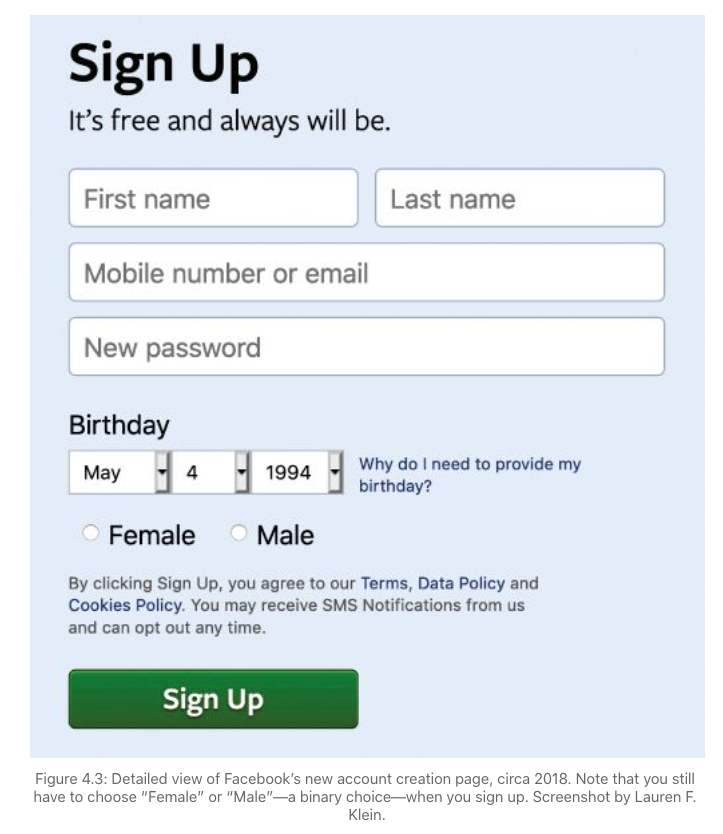 Sign Up
It's free and always will be.
First name Last name
Mobile number or email
New password
Birthday
May 4 1994 Why do I need to provide my
birthday?
Female Male
By clicking Sign Up, you agree to our Terms, Data Policy and
Cookies Policy. You may receive SMS Notifications from us
and can opt out any time.
Sign Up
Figure 4.3: Detailed view of Facebook's new account creation page, circa 2018. Note that you still
have to choose “Female” or “Male”—a binary choice—when you sign up. Screenshot by Lauren F.
Klein.